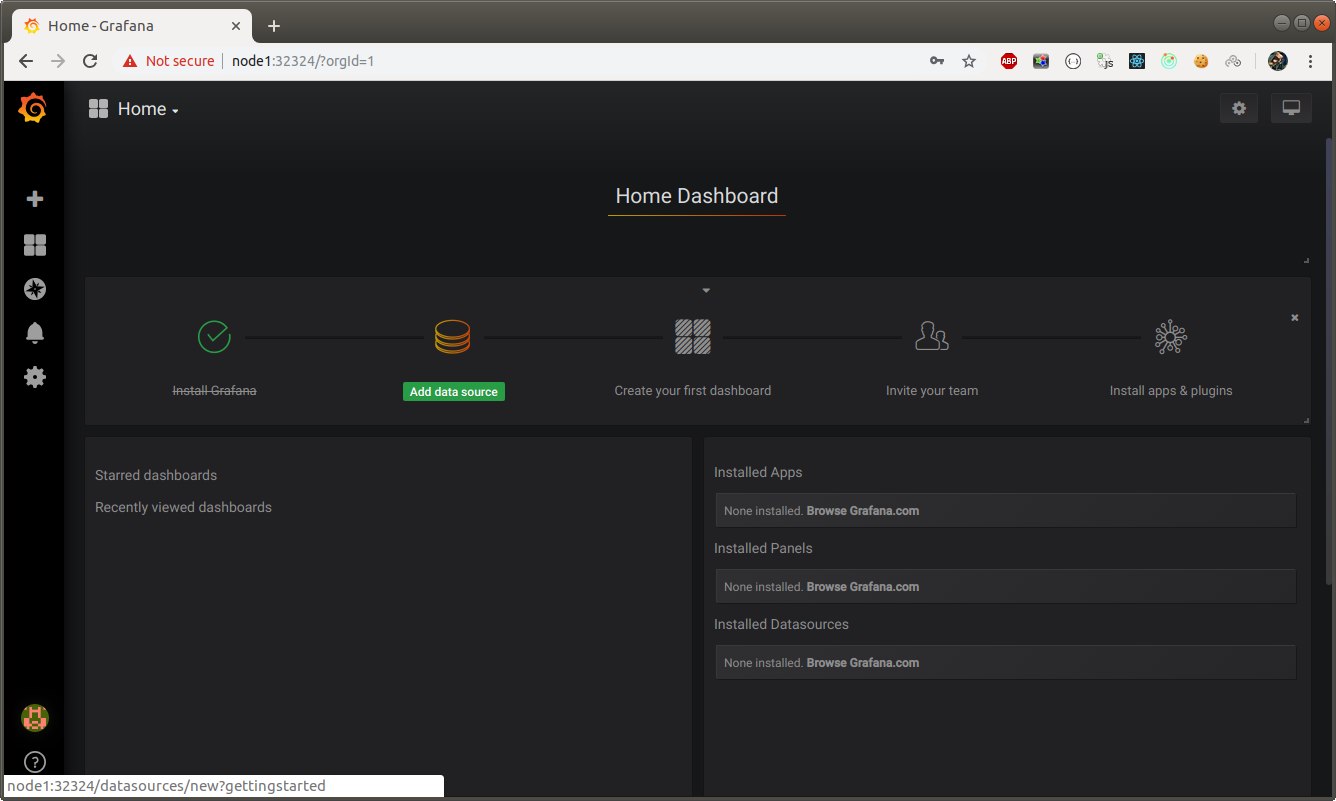 Home - Grafana
Not secure
node1:32324/?orgId=1
ABP
js
Home
Home Dashboard
Install Grafana
Add data source
Create your first dashboard
Invite your team
Install apps & plugins
Starred dashboards
Recently viewed dashboards
Installed Apps
None installed. Browse Grafana.com
Installed Panels
None installed. Browse Grafana.com
Installed Datasources
None installed. Browse Grafana.com
?
node1:32324/datasources/new?gettingstarted